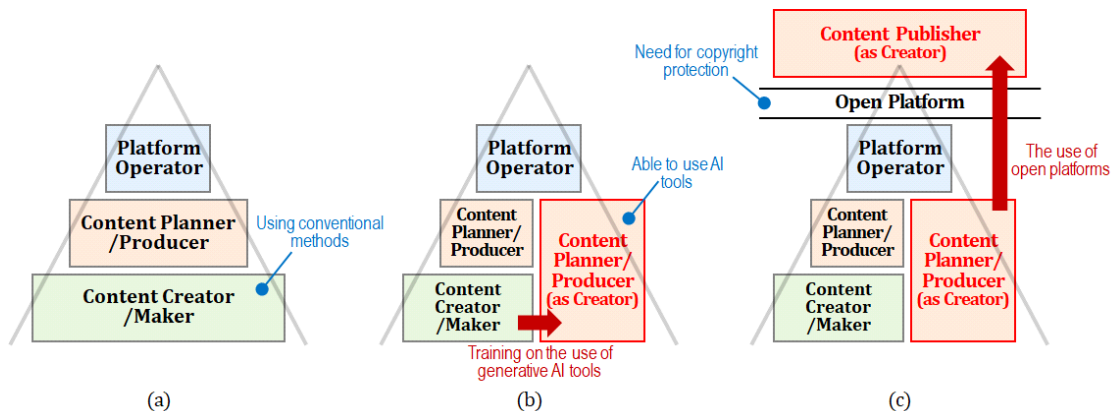 Platform
Operator
Content Planner
/Producer
Content Creator
/Maker
Using conventional
methods
(a)
Platform
Operator
Able to use AI
tools
Content
Planner/
Producer
Content
Creator
/Maker
Content
Planner/
Producer
(as Creator)
Training on the use of
generative AI tools
(b)
Content Publisher
(as Creator)
Need for copyright
protection
Open Platform
Platform
Operator
The use of
open platforms
Content
Planner/
Producer
Content
Creator
/Maker
Content
Planner/
Producer
(as Creator)
(c)